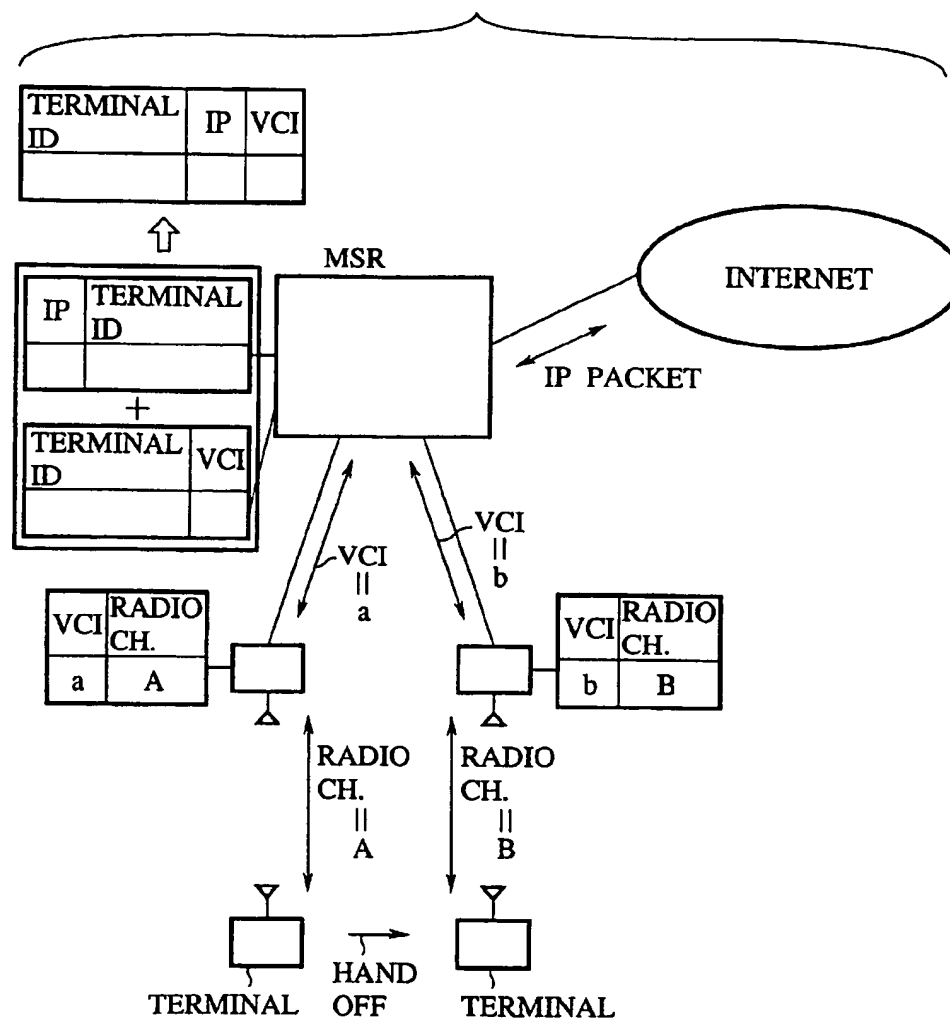 TERMINAL ID
IP
VCI
MSR
INTERNET
IP
TERMINAL ID
IP PACKET
+
TERMINAL ID
VCI
VCI = a
VCI = b
VCI
RADIO CH.
a
A
VCI
RADIO CH.
b
B
RADIO CH. = A
RADIO CH. = B
HAND OFF
TERMINAL
TERMINAL